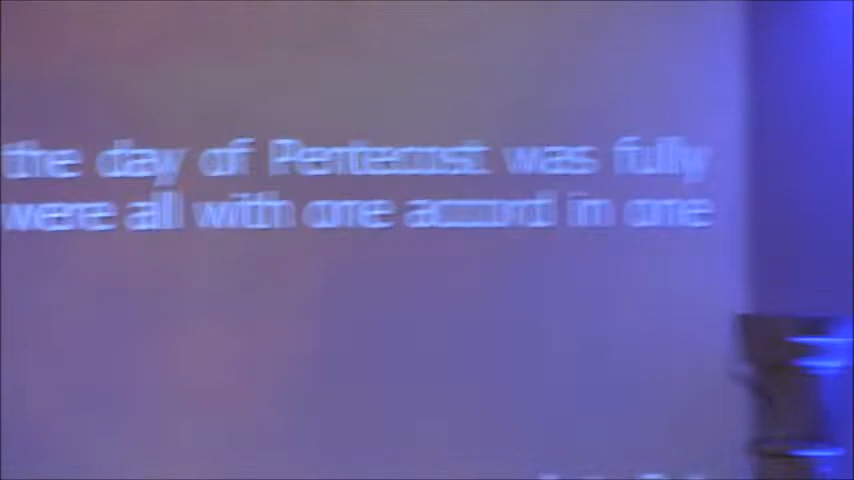 the day of Pentecost was fully
were all with one accord in one